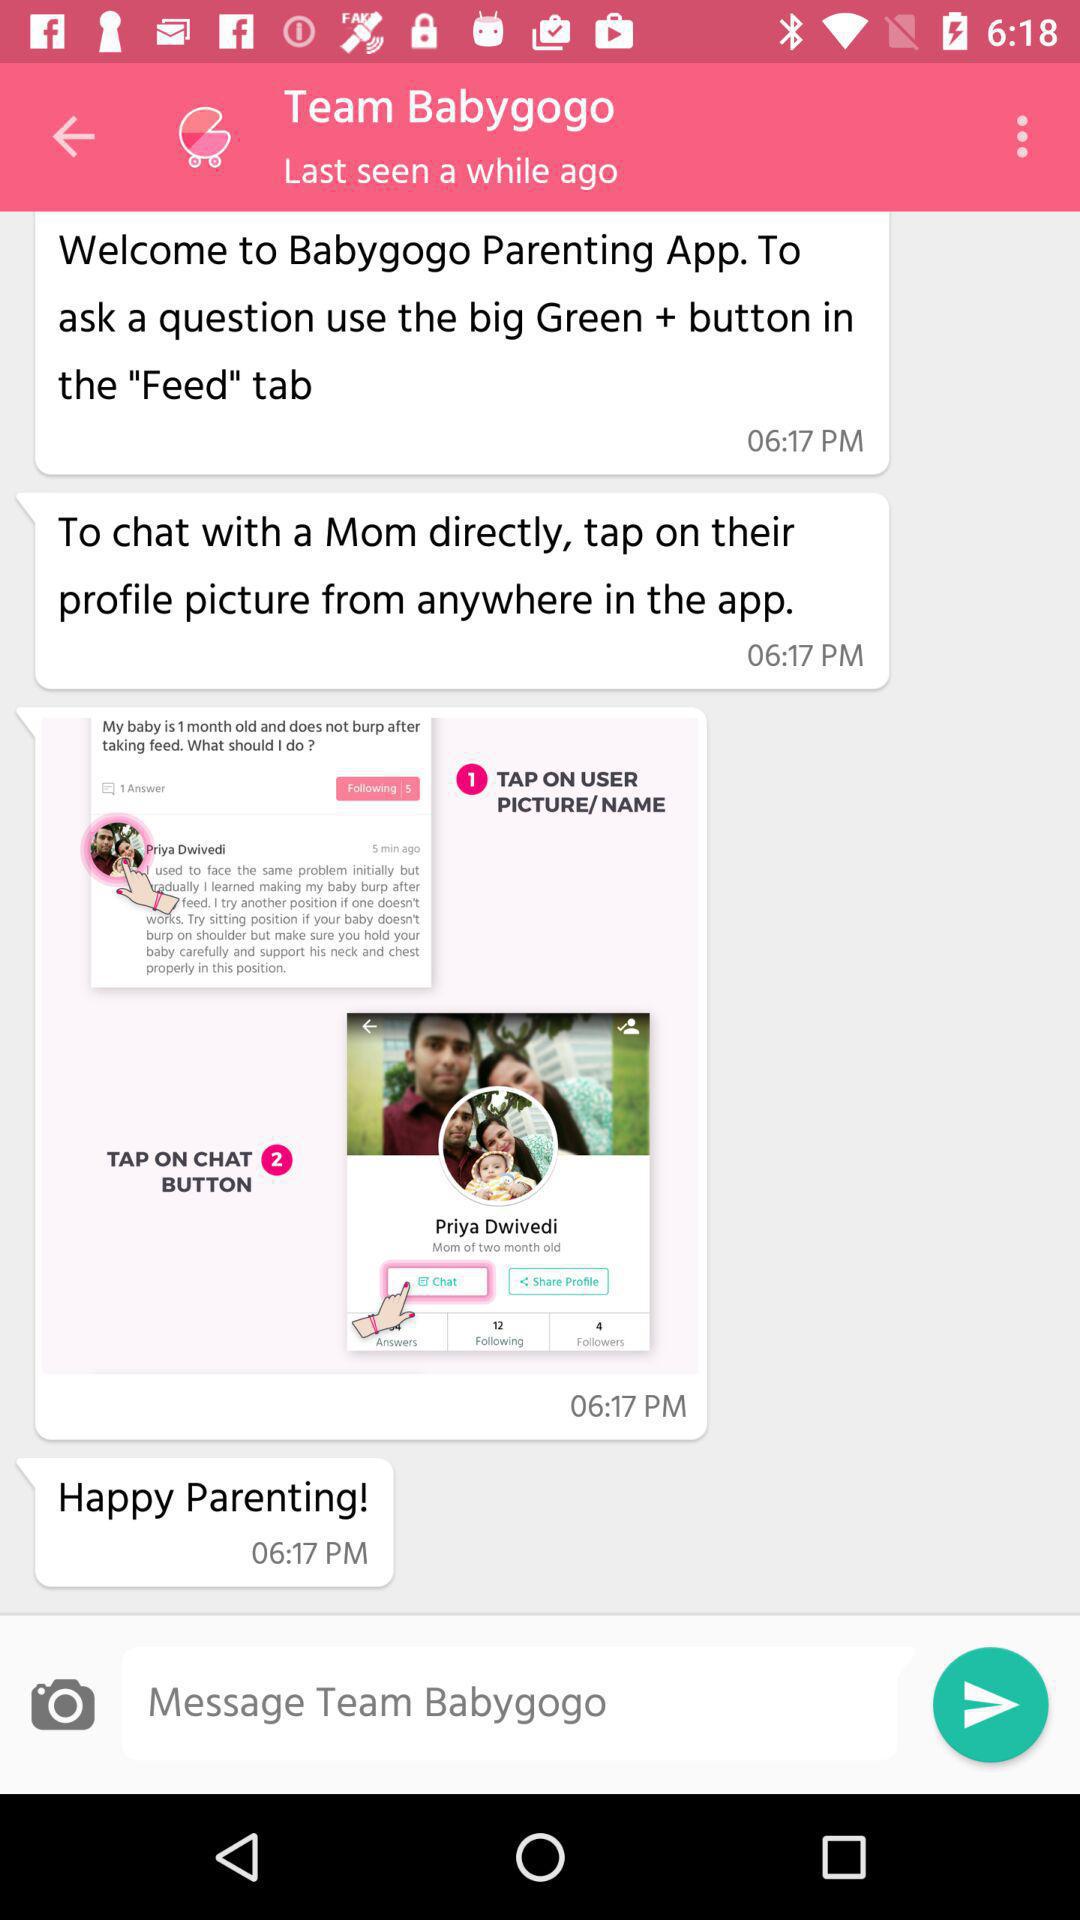 FAKE
6:18
Team Babygogo
Last seen a while ago
Welcome to Babygogo Parenting App. To
ask a question use the big Green + button in
the "Feed" tab
06:17 PM
To chat with a Mom directly, tap on their
profile picture from anywhere in the app.
06:17 PM
My baby is 1 month old and does not burp after
taking feed. What should I do ?
1 Answer
Following | 5
1 TAP ON USER
PICTURE/ NAME
Priya Dwivedi
5 min ago
I used to face the same problem initially but
gradually I learned making my baby burp after
feed. I try another position if one doesn't
works. Try sitting position if your baby doesn't
burp on shoulder but make sure you hold your
baby carefully and support his neck and chest
properly in this position.
TAP ON CHAT 2
BUTTON
Priya Dwivedi
Mom of two month old
Chat
Share Profile
Answers
12
Following
4
Followers
06:17 PM
Happy Parenting!
06:17 PM
Message Team Babygogo